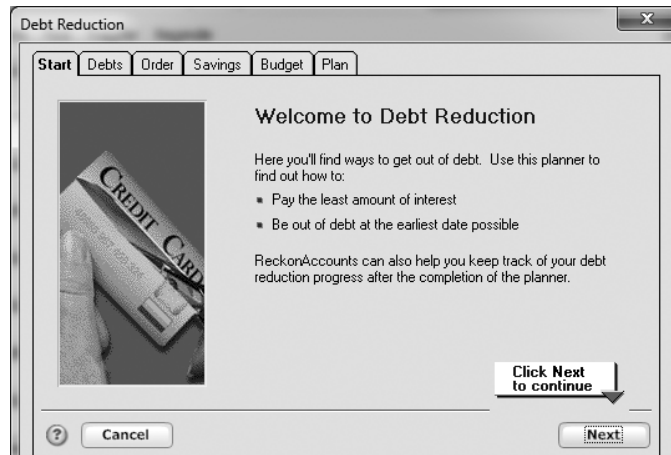 Debt Reduction
Start Debts Order Savings Budget Plan
Welcome to Debt Reduction
Here you'll find ways to get out of debt. Use this planner to
find out how to:
Pay the least amount of interest
Be out of debt at the earliest date possible
ReckonAccounts can also help you keep track of your debt
reduction progress after the completion of the planner.
CREDIT CARD
Click Next
to continue
? Cancel Next